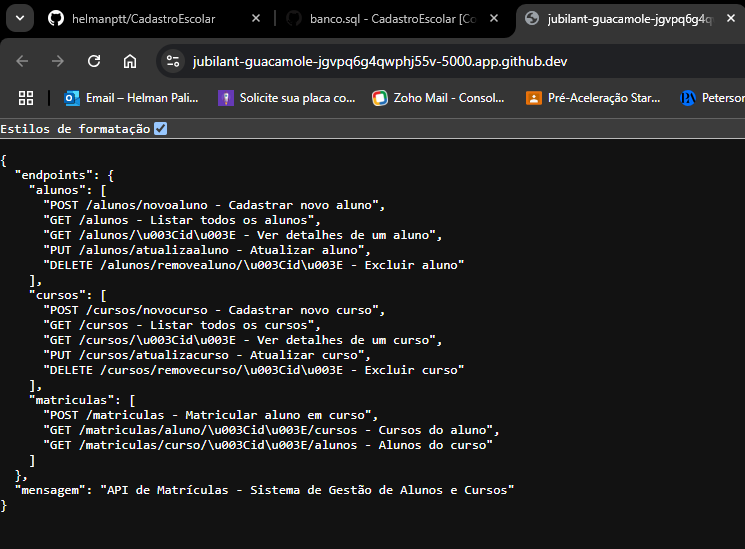 helmanptt/CadastroEscolar
banco.sql - CadastroEscolar [Co
jubilant-guacamole-jgvpq6g4q
jubilant-guacamole-jgvpq6g4qwphj55v-5000.app.github.dev
Email – Helman Pali...
Solicite sua placa co...
Zoho Mail - Consol...
Pré-Aceleração Star...
Peterson
Estilos de formatação
{
  "endpoints": {
    "alunos": [
      "POST /alunos/novoaluno - Cadastrar novo aluno",
      "GET /alunos - Listar todos os alunos",
      "GET /alunos/\u003Cid\u003E - Ver detalhes de um aluno",
      "PUT /alunos/atualizaaluno - Atualizar aluno",
      "DELETE /alunos/removealuno/\u003Cid\u003E - Excluir aluno"
    ],
    "cursos": [
      "POST /cursos/novocurso - Cadastrar novo curso",
      "GET /cursos - Listar todos os cursos",
      "GET /cursos/\u003Cid\u003E - Ver detalhes de um curso",
      "PUT /cursos/atualizacurso - Atualizar curso",
      "DELETE /cursos/removecurso/\u003Cid\u003E - Excluir curso"
    ],
    "matriculas": [
      "POST /matriculas - Matricular aluno em curso",
      "GET /matriculas/aluno/\u003Cid\u003E/cursos - Cursos do aluno",
      "GET /matriculas/curso/\u003Cid\u003E/alunos - Alunos do curso"
    ]
  },
  "mensagem": "API de Matrículas - Sistema de Gestão de Alunos e Cursos"
}